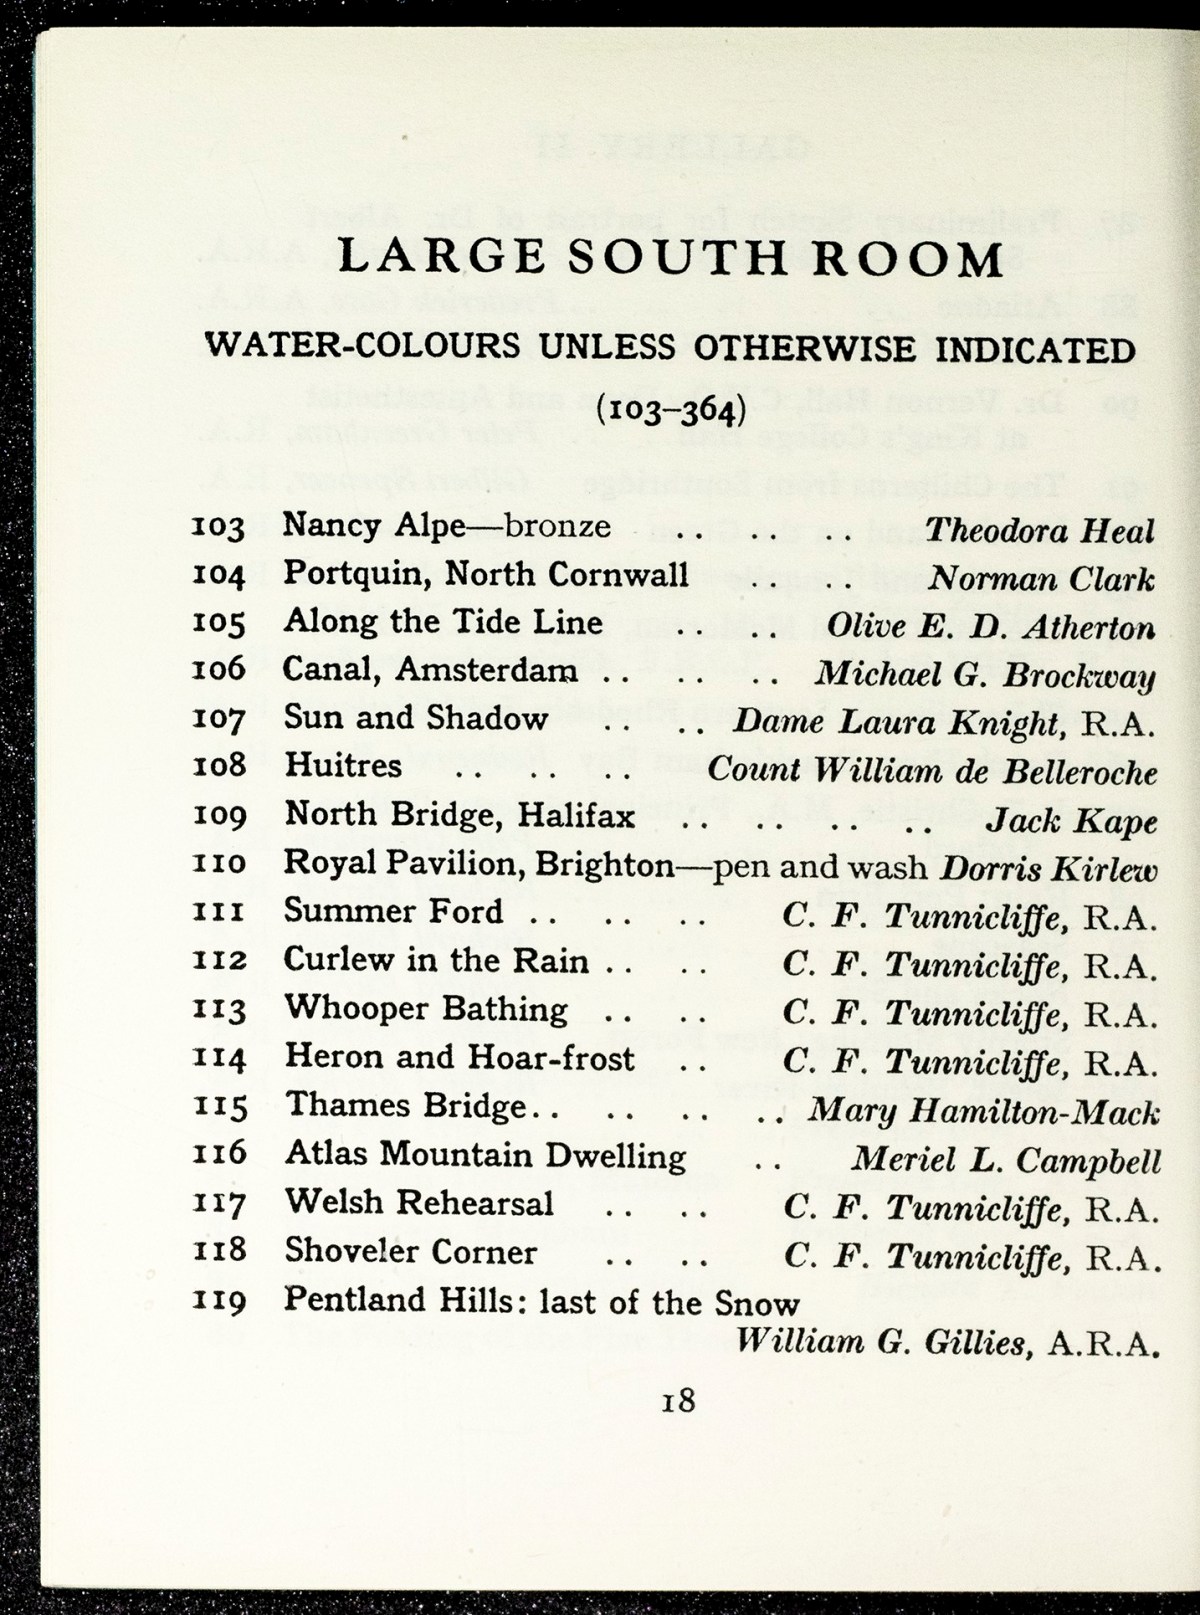 LARGE SOUTH ROOM
WATER-COLOURS UNLESS OTHERWISE INDICATED
(103–364)
103 Nancy Alpe—bronze .. .. .. Theodora Heal
104 Portquin, North Cornwall .. .. Norman Clark
105 Along the Tide Line .. .. Olive E. D. Atherton
106 Canal, Amsterdam .. .. .. Michael G. Brockway
107 Sun and Shadow .. .. Dame Laura Knight, R.A.
108 Huitres .. .. .. Count William de Belleroche
109 North Bridge, Halifax .. .. .. .. Jack Kape
110 Royal Pavilion, Brighton—pen and wash Dorris Kirlew
111 Summer Ford .. .. .. C. F. Tunnicliffe, R.A.
112 Curlew in the Rain .. .. C. F. Tunnicliffe, R.A.
113 Whooper Bathing .. .. C. F. Tunnicliffe, R.A.
114 Heron and Hoar-frost .. C. F. Tunnicliffe, R.A.
115 Thames Bridge .. .. .. .. Mary Hamilton-Mack
116 Atlas Mountain Dwelling .. Meriel L. Campbell
117 Welsh Rehearsal .. .. C. F. Tunnicliffe, R.A.
118 Shoveler Corner .. .. C. F. Tunnicliffe, R.A.
119 Pentland Hills: last of the Snow
William G. Gillies, A.R.A.
18